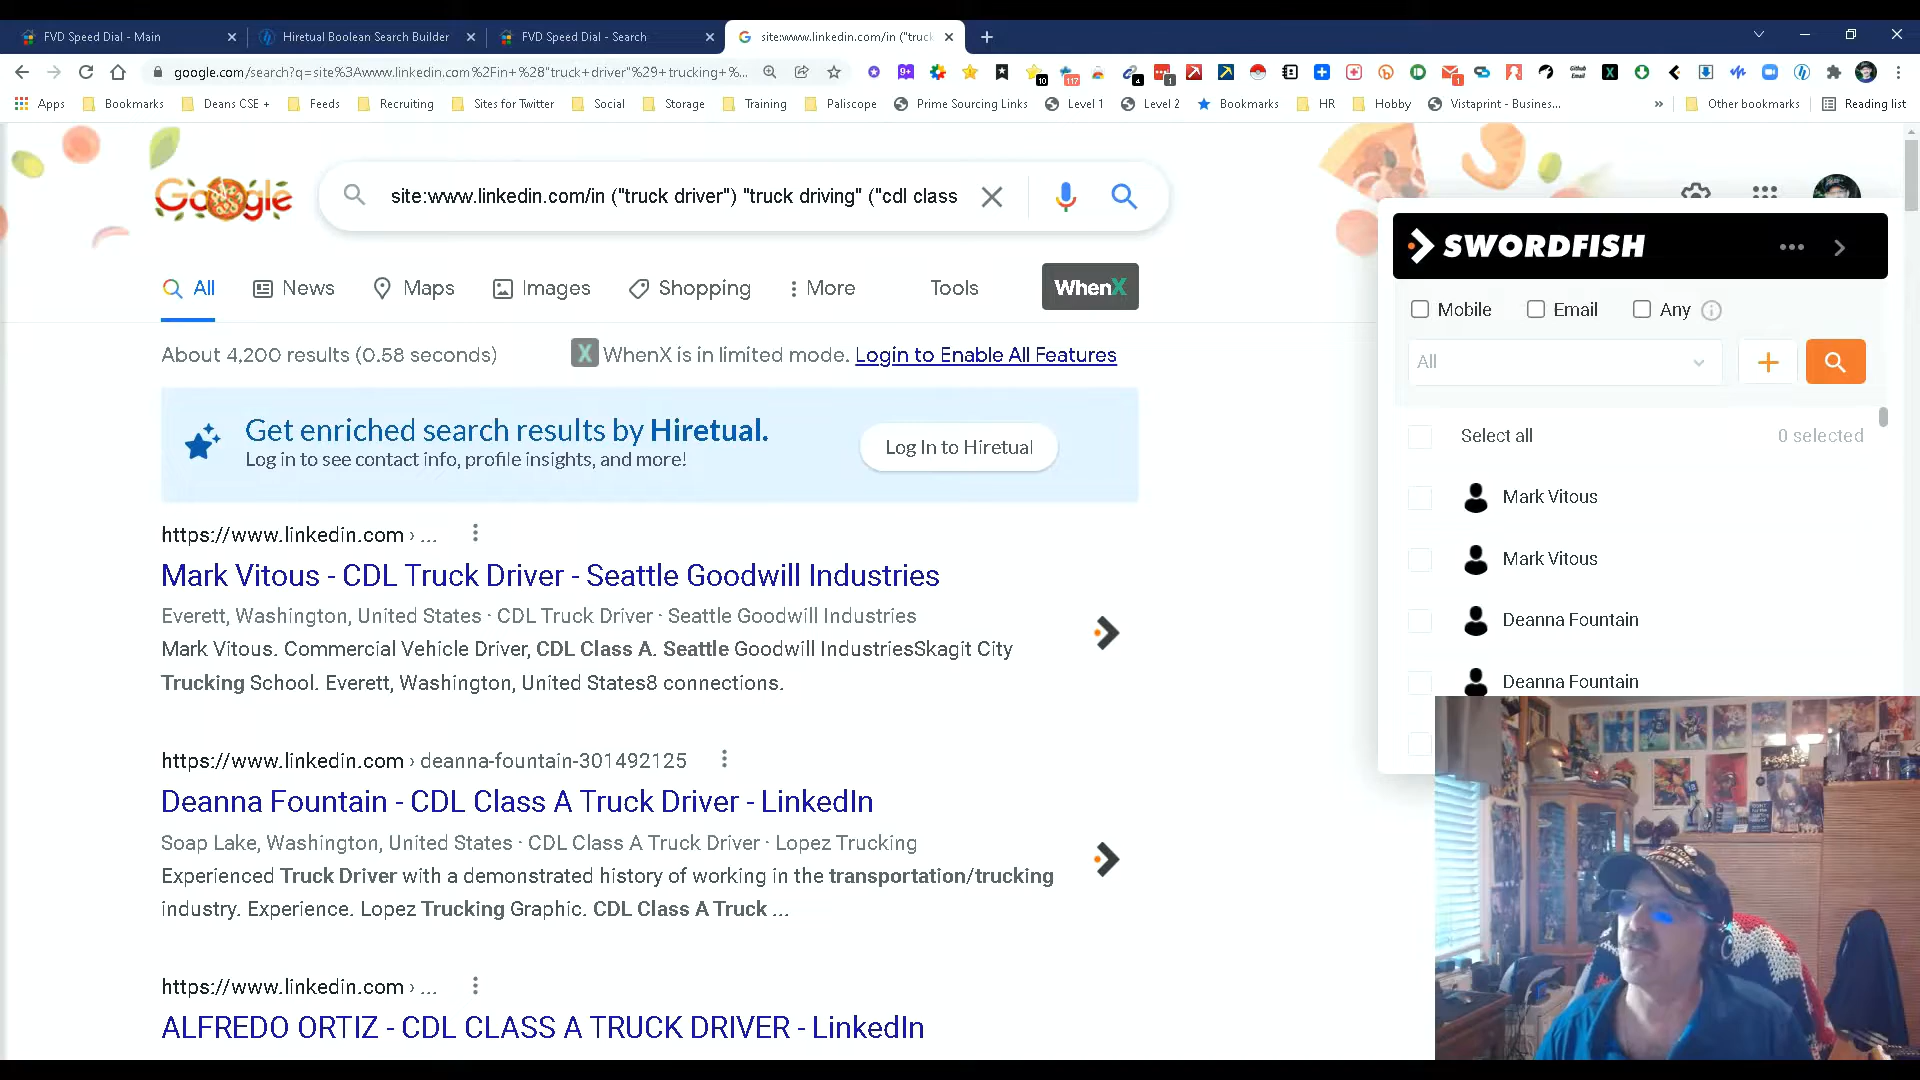 FVD Speed Dial - Main
Hiretual Boolean Search Builder
FVD Speed Dial - Search
site:www.linkedin.com/in ("truck
google.com/search?q=site%3Awww.linkedin.com%2Fin+%28"truck+driver"%29+trucking+%...
Apps
Bookmarks
Deans CSE +
Feeds
Recruiting
Sites for Twitter
Social
Storage
Training
Paliscope
Prime Sourcing Links
Level 1
Level 2
Bookmarks
HR
Hobby
Vistaprint - Busines...
»
Other bookmarks
Reading list
Google
site:www.linkedin.com/in ("truck driver") "truck driving" ("cdl class
All
News
Maps
Images
Shopping
More
Tools
WhenX
About 4,200 results (0.58 seconds)
X WhenX is in limited mode. Login to Enable All Features
Get enriched search results by Hiretual.
Log in to see contact info, profile insights, and more!
Log In to Hiretual
https://www.linkedin.com › ...
Mark Vitous - CDL Truck Driver - Seattle Goodwill Industries
Everett, Washington, United States · CDL Truck Driver · Seattle Goodwill Industries
Mark Vitous. Commercial Vehicle Driver, CDL Class A. Seattle Goodwill IndustriesSkagit City
Trucking School. Everett, Washington, United States8 connections.
https://www.linkedin.com › deanna-fountain-301492125
Deanna Fountain - CDL Class A Truck Driver - LinkedIn
Soap Lake, Washington, United States · CDL Class A Truck Driver · Lopez Trucking
Experienced Truck Driver with a demonstrated history of working in the transportation/trucking
industry. Experience. Lopez Trucking Graphic. CDL Class A Truck ...
https://www.linkedin.com › ...
ALFREDO ORTIZ - CDL CLASS A TRUCK DRIVER - LinkedIn
SWORDFISH
Mobile
Email
Any
All
Select all
0 selected
Mark Vitous
Mark Vitous
Deanna Fountain
Deanna Fountain